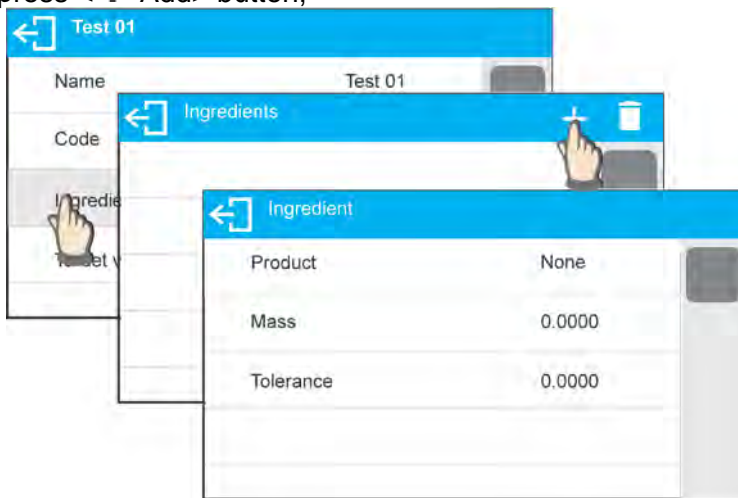 Test 01
Name Test 01
Code
Ingredients
Ingredient
Product None
Mass 0.0000
Tolerance 0.0000